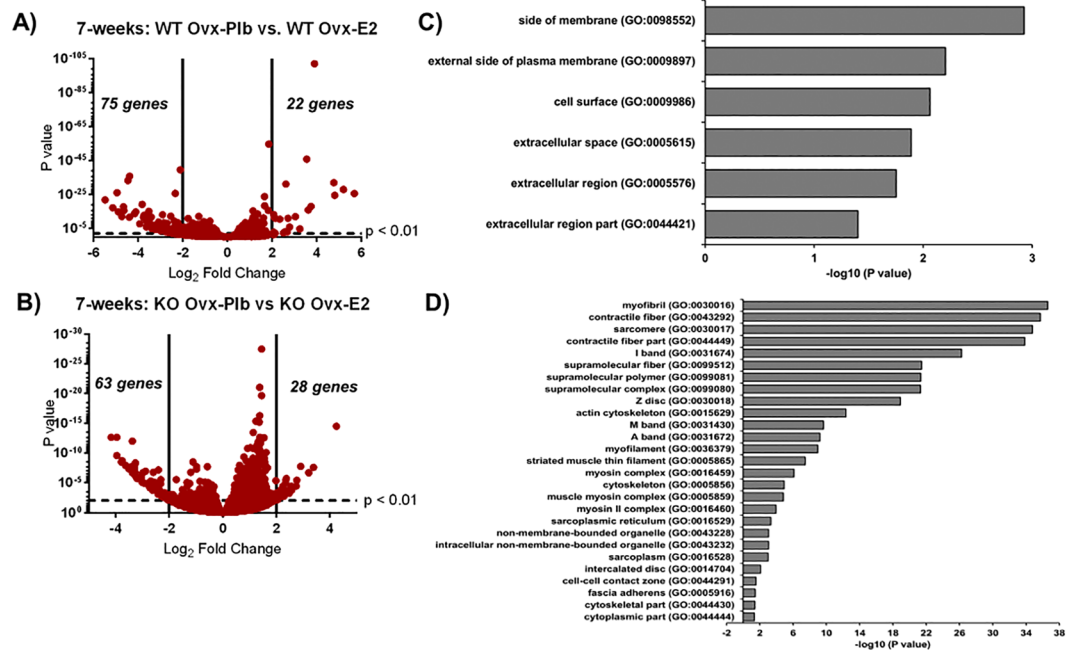 A)
7-weeks: WT Ovx-Plb vs. WT Ovx-E2
P value
10-105
10-85
10-65
10-45
10-25
10-5
75 genes
22 genes
p < 0.01
-6
-4
-2
0
2
4
6
Log2 Fold Change
B)
7-weeks: KO Ovx-Plb vs KO Ovx-E2
P value
10-30
10-25
10-20
10-15
10-10
10-5
100
63 genes
28 genes
p < 0.01
-4
-2
0
2
4
Log2 Fold Change
C)
side of membrane (GO:0098552)
external side of plasma membrane (GO:0009897)
cell surface (GO:0009986)
extracellular space (GO:0005615)
extracellular region (GO:0005576)
extracellular region part (GO:0044421)
0
1
2
3
-log10 (P value)
D)
myofibril (GO:0030016)
contractile fiber (GO:0043292)
sarcomere (GO:0030017)
contractile fiber part (GO:0044449)
I band (GO:0031674)
supramolecular fiber (GO:0099512)
supramolecular polymer (GO:0099081)
supramolecular complex (GO:0099080)
Z disc (GO:0030018)
actin cytoskeleton (GO:0015629)
M band (GO:0031430)
A band (GO:0031672)
myofilament (GO:0036379)
striated muscle thin filament (GO:0005865)
myosin complex (GO:0016459)
cytoskeleton (GO:0005856)
muscle myosin complex (GO:0005859)
myosin II complex (GO:0016460)
sarcoplasmic reticulum (GO:0016529)
non-membrane-bounded organelle (GO:0043228)
intracellular non-membrane-bounded organelle (GO:0043232)
sarcoplasm (GO:0016528)
intercalated disc (GO:0014704)
cell-cell contact zone (GO:0044291)
fascia adherens (GO:0005916)
cytoskeletal part (GO:0044430)
cytoplasmic part (GO:0044444)
-2
2
6
10
14
18
22
26
30
34
38
-log10 (P value)